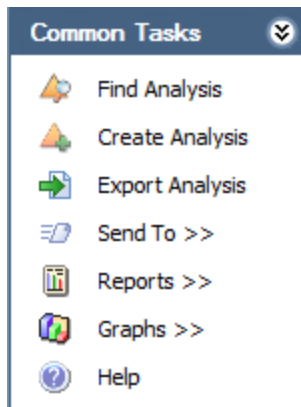 Common Tasks
Find Analysis
Create Analysis
Export Analysis
Send To >>
Reports >>
Graphs >>
Help